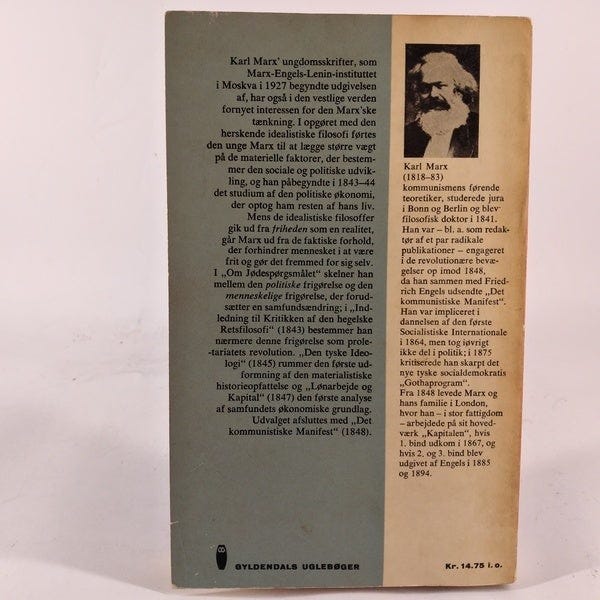 Karl Marx' ungdomsskrifter, som
Marx-Engels-Lenin-instituttet
i Moskva i 1927 begyndte udgivelsen
af, har også i den vestlige verden
fornyet interessen for den Marx'ske
tænkning. I opgøret med den
herskende idealistiske filosofi førtes
den unge Marx til at lægge større vægt
på de materielle faktorer, der bestem-
mer den sociale og politiske udvik-
ling, og han påbegyndte i 1843–44
det studium af den politiske økonomi,
der optog ham resten af hans liv.
Mens de idealistiske filosoffer
gik ud fra friheden som en realitet,
går Marx ud fra de faktiske forhold,
der forhindrer mennesket i at være
frit og gør det fremmed for sig selv.
I „Om Jødespørgsmålet“ skelner han
mellem den politiske frigørelse og den
menneskelige frigørelse, der forud-
sætter en samfundsændring; i „Ind-
ledning til Kritikken af den hegelske
Retsfilosofi“ (1843) bestemmer han
nærmere denne frigørelse som prole-
tariatets revolution. „Den tyske Ideo-
logi“ (1845) rummer den første ud-
formning af den materialistiske
historieopfattelse og „Lønarbejde og
Kapital“ (1847) den første analyse
af samfundets økonomiske grundlag.
Udvalget afsluttes med „Det
kommunistiske Manifest“ (1848).
GYLDENDALS UGLEBØGER
Karl Marx
(1818–83)
kommunismens førende
teoretiker, studerede jura
i Bonn og Berlin og blev
filosofisk doktor i 1841.
Han var – bl. a. som redak-
tør af et par radikale
publikationer – engageret
i de revolutionære bevæ-
gelser op imod 1848,
da han sammen med Fried-
rich Engels udsendte „Det
kommunistiske Manifest“.
Han var impliceret i
dannelsen af den første
Socialistiske Internationale
i 1864, men tog iøvrigt
ikke del i politik; i 1875
kritiserede han skarpt det
nye tyske socialdemokratis
„Gothaprogram“.
Fra 1848 levede Marx og
hans familie i London,
hvor han – i stor fattigdom
– arbejdede på sit hoved-
værk „Kapitalen“, hvis
1. bind udkom i 1867, og
hvis 2. og 3. bind blev
udgivet af Engels i 1885
og 1894.
Kr. 14.75 i. o.